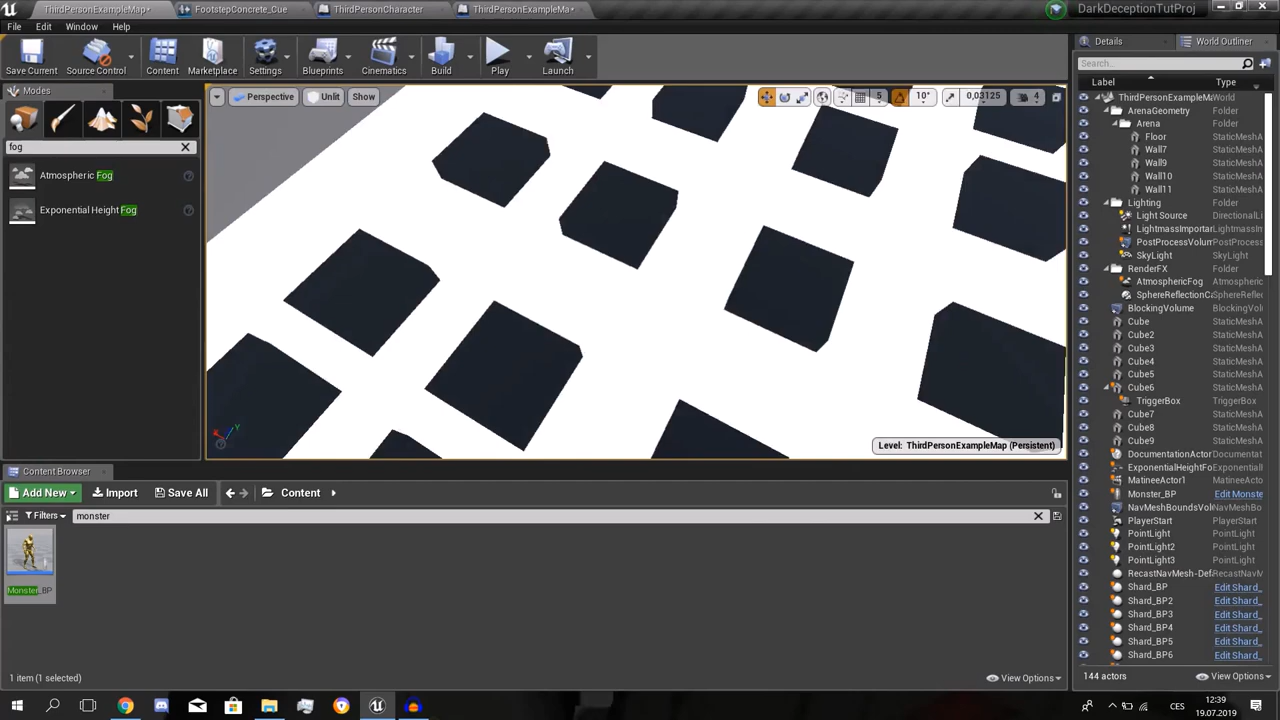 ThirdPersonExampleMap*
FootstepConcrete_Cue
ThirdPersonCharacter
ThirdPersonExampleMa*
DarkDeceptionTutProj
File Edit Window Help
Save Current
Source Control
Content
Marketplace
Settings
Blueprints
Cinematics
Build
Play
Launch
Modes
fog
Atmospheric Fog
Exponential Height Fog
Perspective
Unlit
Show
5
10°
0,03125
4
Level: ThirdPersonExampleMap (Persistent)
Details
World Outliner
Search...
Label Type
ThirdPersonExampleMa World
ArenaGeometry Folder
Arena Folder
Floor StaticMeshA
Wall7 StaticMeshA
Wall9 StaticMeshA
Wall10 StaticMeshA
Wall11 StaticMeshA
Lighting Folder
Light Source DirectionalLi
LightmassImportan LightmassIm
PostProcessVolum PostProcess
SkyLight SkyLight
RenderFX Folder
AtmosphericFog Atmospheric
SphereReflectionCa SphereReflec
BlockingVolume BlockingVolu
Cube StaticMeshA
Cube2 StaticMeshA
Cube3 StaticMeshA
Cube4 StaticMeshA
Cube5 StaticMeshA
Cube6 StaticMeshA
TriggerBox TriggerBox
Cube7 StaticMeshA
Cube8 StaticMeshA
Cube9 StaticMeshA
DocumentationActor Documentat
ExponentialHeightFo Exponential
MatineeActor1 MatineeActor
Monster_BP Edit Monste
NavMeshBoundsVol NavMeshBo
PlayerStart PlayerStart
PointLight PointLight
PointLight2 PointLight
PointLight3 PointLight
RecastNavMesh-Def RecastNavM
Shard_BP Edit Shard_
Shard_BP2 Edit Shard_
Shard_BP3 Edit Shard_
Shard_BP4 Edit Shard_
Shard_BP5 Edit Shard_
Shard_BP6 Edit Shard_
144 actors
View Options
Content Browser
Add New
Import
Save All
Content
Filters
monster
Monster_BP
1 item (1 selected)
View Options
CES
12:39
19.07.2019